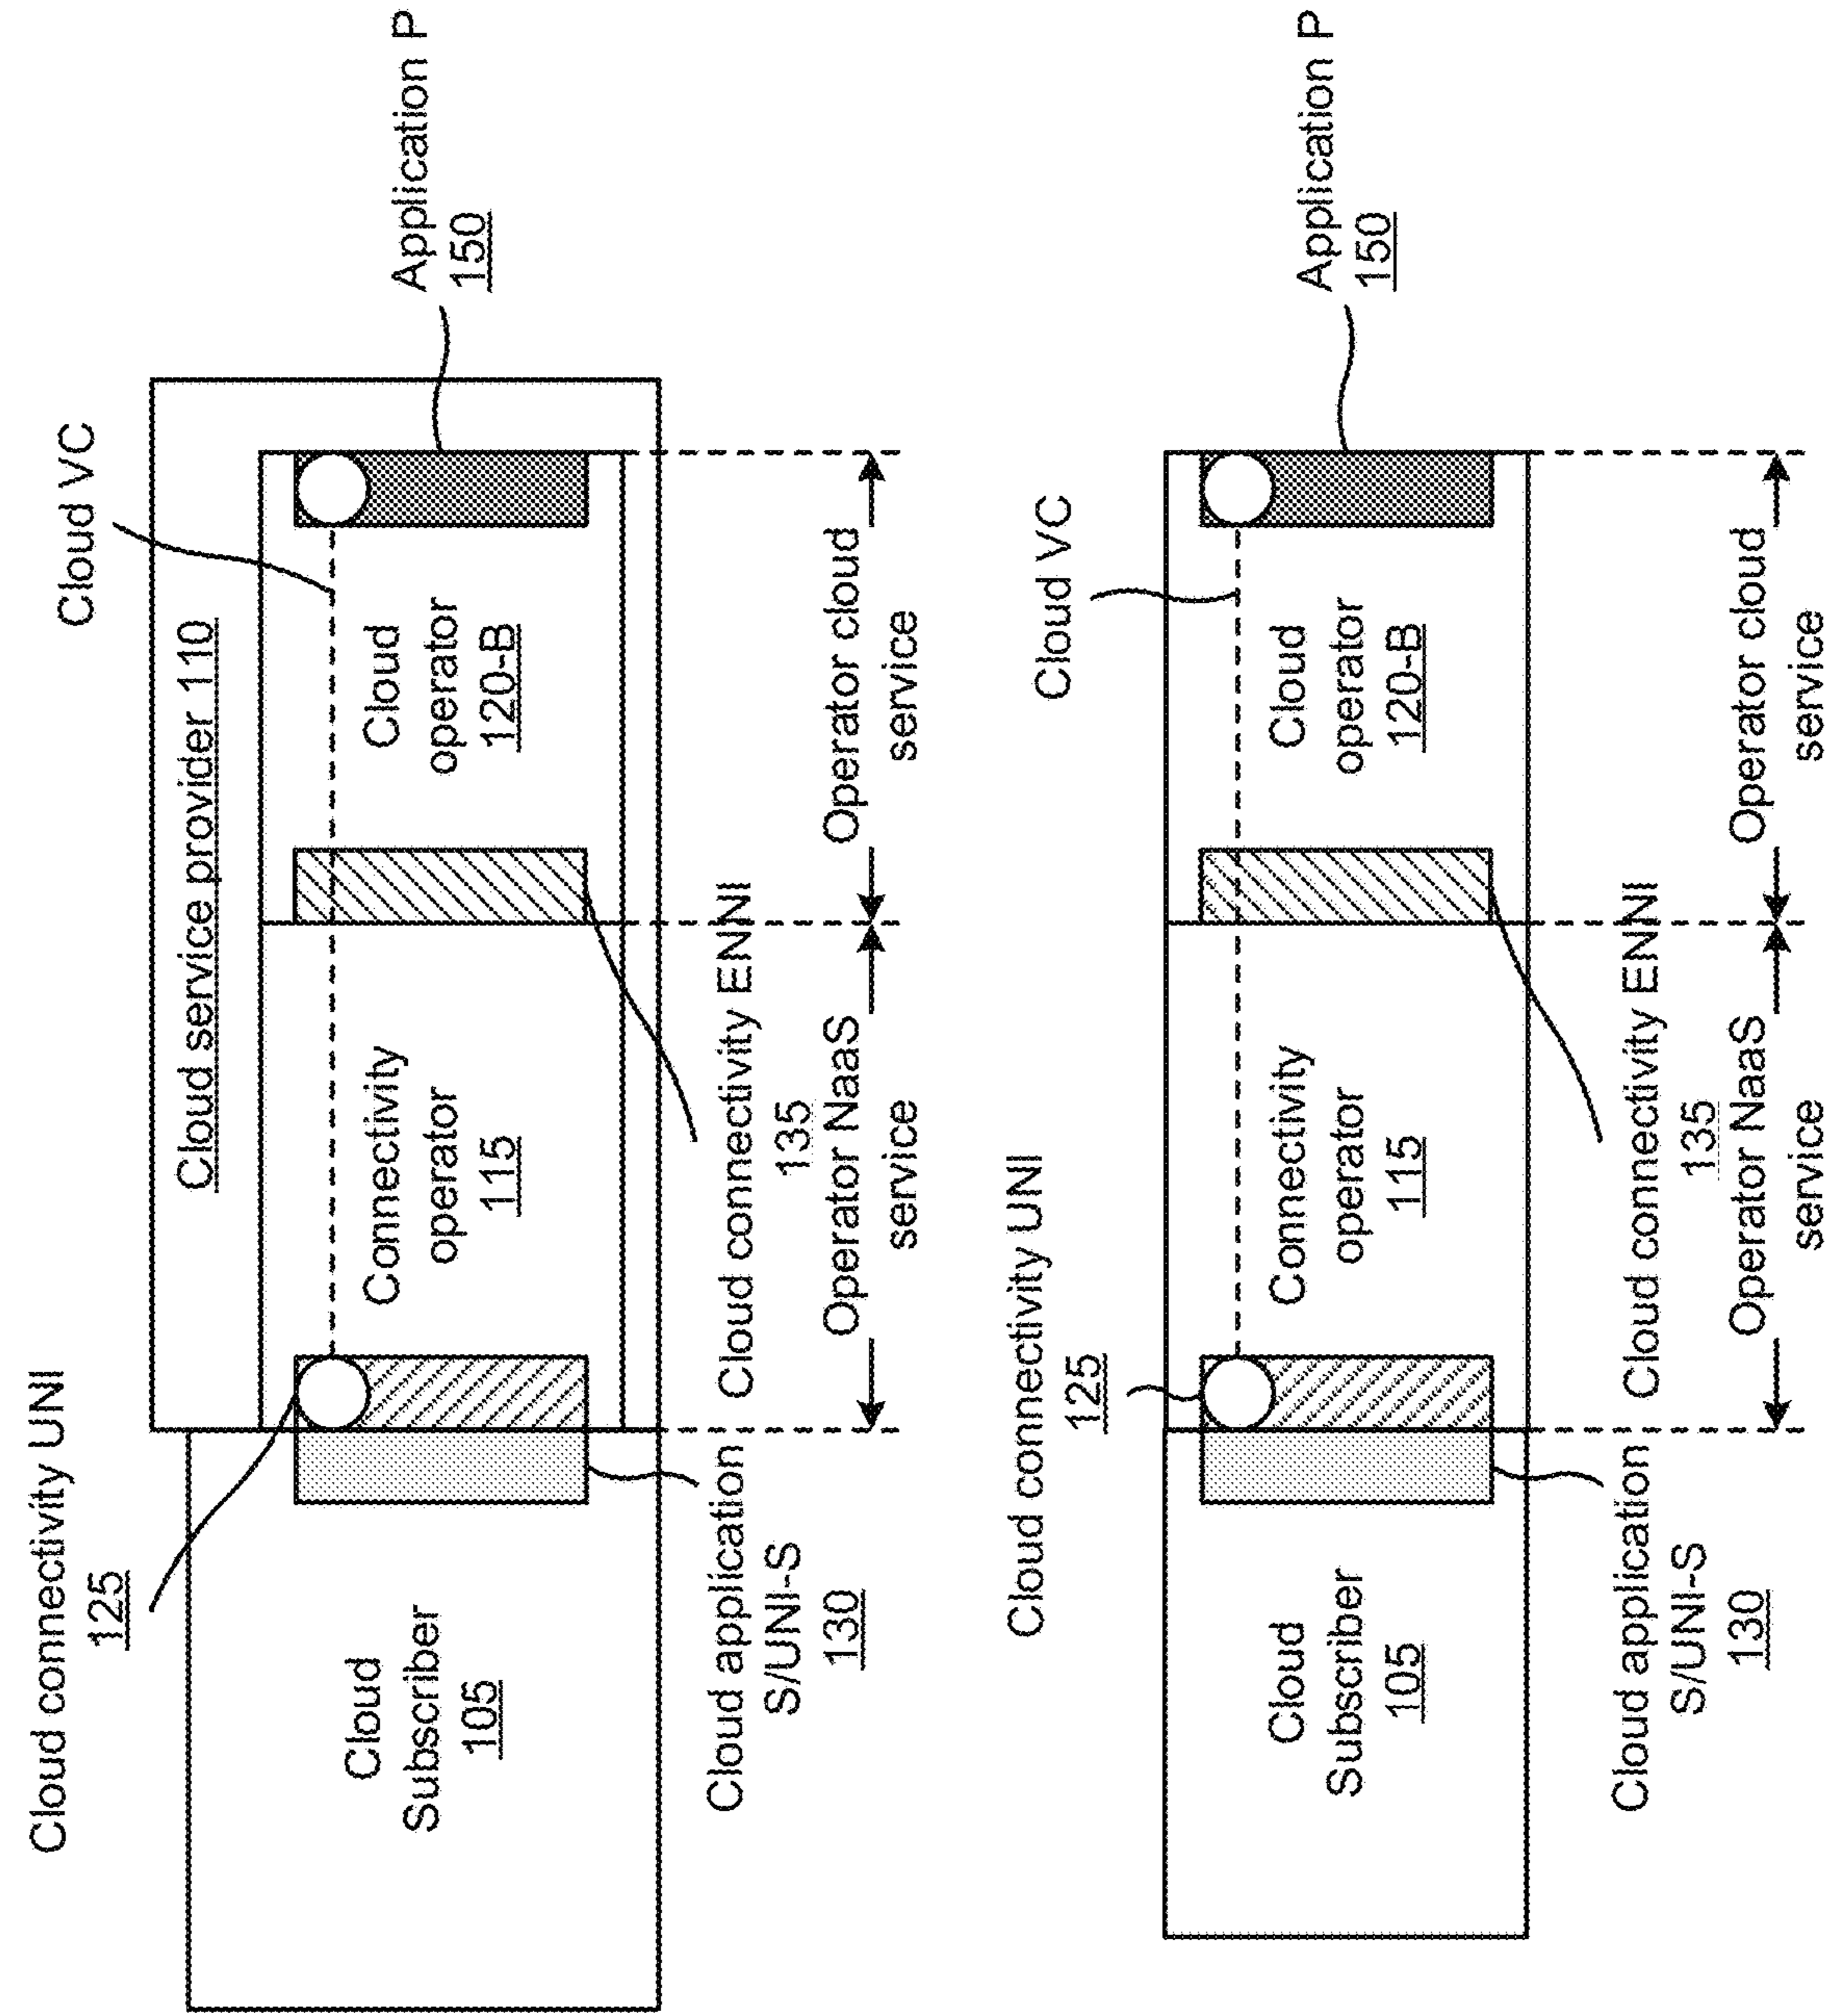 Cloud connectivity UNI
125
Cloud VC
Cloud service provider 110
Cloud
Subscriber
105
Connectivity
operator
115
Cloud
operator
120-B
Application P
150
Cloud application
S/UNI-S
130
Cloud connectivity ENNI
135
Operator NaaS
service
Operator cloud
service
Cloud connectivity UNI
125
Cloud VC
Cloud
Subscriber
105
Connectivity
operator
115
Cloud
operator
120-B
Application P
150
Cloud application
S/UNI-S
130
Cloud connectivity ENNI
135
Operator NaaS
service
Operator cloud
service